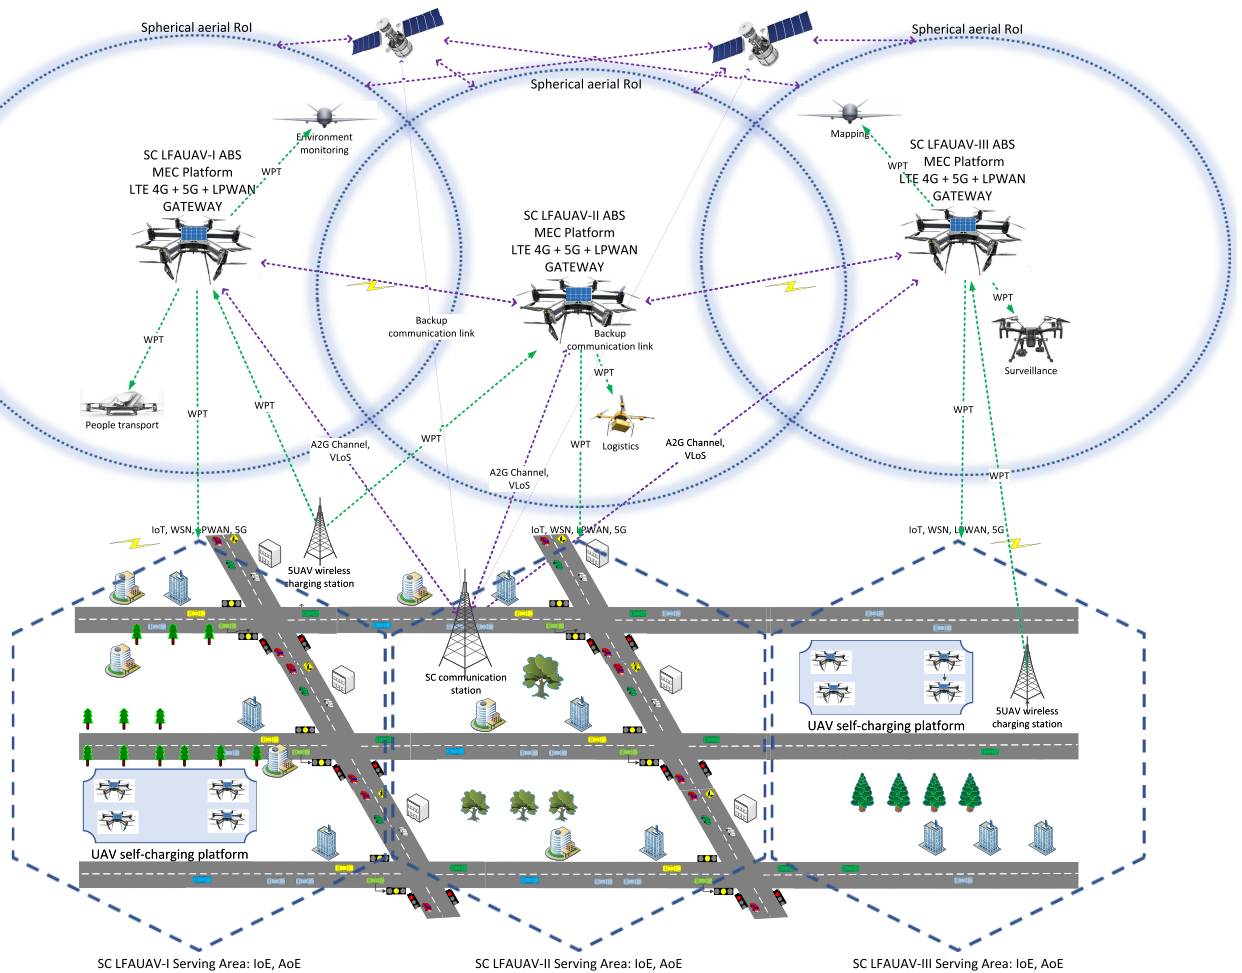 Spherical aerial RoI
Spherical aerial RoI
Spherical aerial RoI
Environment
monitoring
Mapping
SC LFAUAV-I ABS
MEC Platform
LTE 4G + 5G + LPWAN
GATEWAY
WPT
SC LFAUAV-III ABS
MEC Platform
LTE 4G + 5G + LPWAN
GATEWAY
WPT
SC LFAUAV-II ABS
MEC Platform
LTE 4G + 5G + LPWAN
GATEWAY
WPT
Surveillance
Backup
communication link
Backup
communication link
WPT
People transport
WPT
WPT
WPT
Logistics
WPT
WPT
WPT
WPT
A2G Channel,
VLoS
A2G Channel,
VLoS
A2G Channel,
VLoS
IoT, WSN, LPWAN, 5G
IoT, WSN, LPWAN, 5G
IoT, WSN, LPWAN, 5G
5UAV wireless
charging station
SC communication
station
UAV self-charging platform
5UAV wireless
charging station
UAV self-charging platform
SC LFAUAV-I Serving Area: IoE, AoE
SC LFAUAV-II Serving Area: IoE, AoE
SC LFAUAV-III Serving Area: IoE, AoE